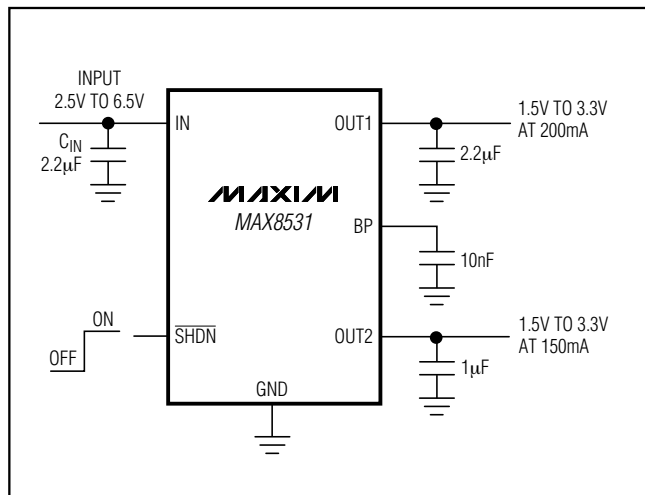 INPUT
2.5V TO 6.5V
IN
C_IN
2.2µF
OUT1
1.5V TO 3.3V
AT 200mA
2.2µF
MAXIM
MAX8531
BP
10nF
ON
OFF
SHDN
OUT2
1.5V TO 3.3V
AT 150mA
1µF
GND